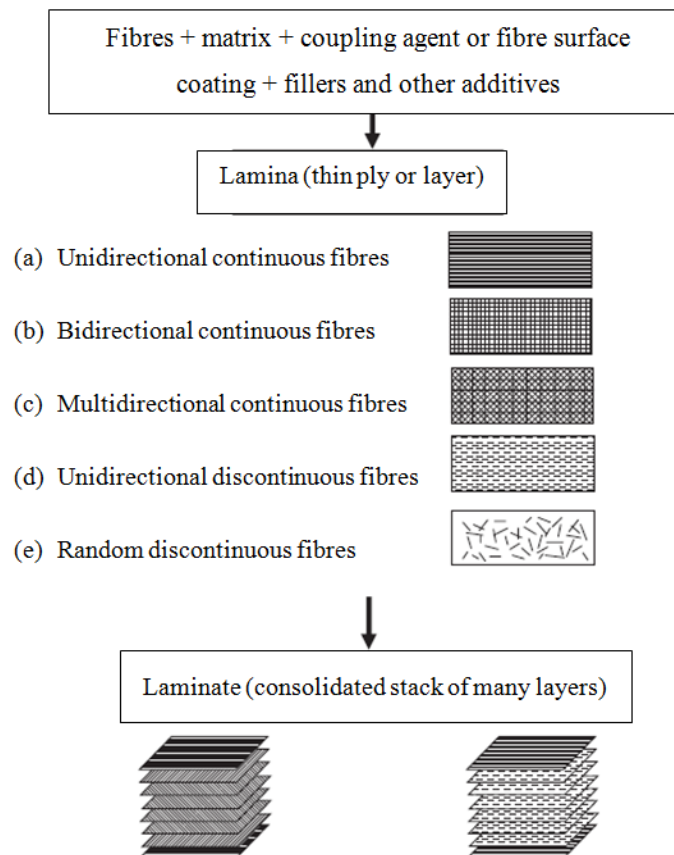 Fibres + matrix + coupling agent or fibre surface
coating + fillers and other additives
Lamina (thin ply or layer)
(a) Unidirectional continuous fibres
(b) Bidirectional continuous fibres
(c) Multidirectional continuous fibres
(d) Unidirectional discontinuous fibres
(e) Random discontinuous fibres
Laminate (consolidated stack of many layers)